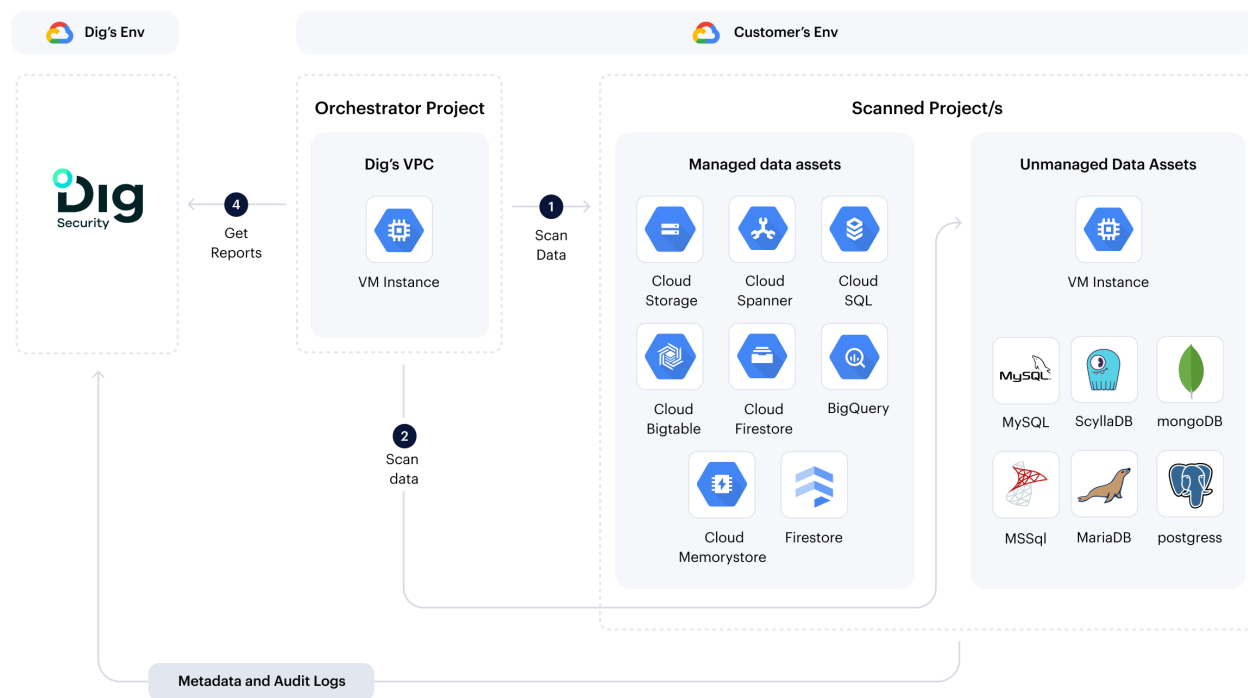 Dig's Env
Customer's Env
Orchestrator Project
Scanned Project/s
Dig's VPC
Managed data assets
Unmanaged Data Assets
Dig
Security
4
Get
Reports
VM Instance
1
Scan
Data
Cloud
Storage
Cloud
Spanner
Cloud
SQL
VM Instance
Cloud
Bigtable
Cloud
Firestore
BigQuery
MySQL
MySQL
ScyllaDB
mongoDB
2
Scan
data
Cloud
Memorystore
Firestore
MSSql
MariaDB
postgress
Metadata and Audit Logs